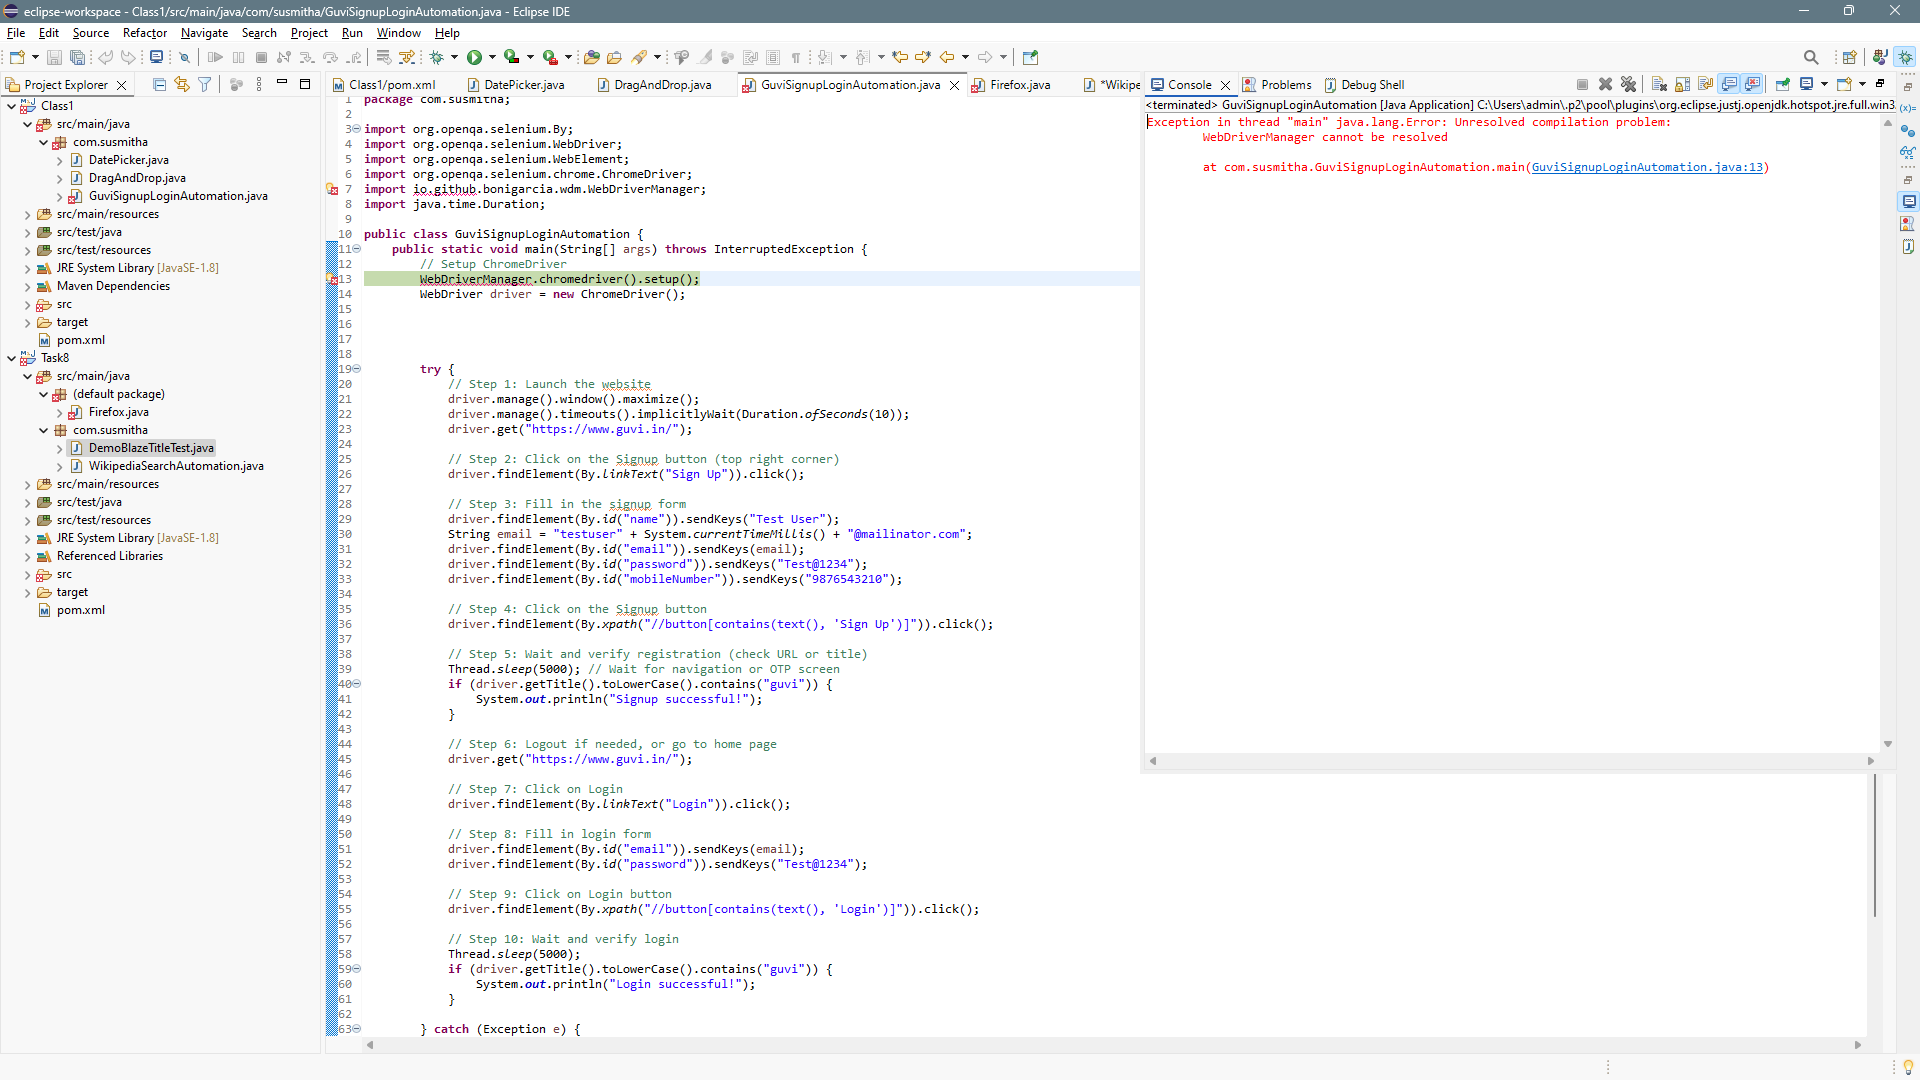 eclipse-workspace - Class1/src/main/java/com/susmitha/GuviSignupLoginAutomation.java - Eclipse IDE
File Edit Source Refactor Navigate Search Project Run Window Help
Project Explorer
Class1
src/main/java
com.susmitha
DatePicker.java
DragAndDrop.java
GuviSignupLoginAutomation.java
src/main/resources
src/test/java
src/test/resources
JRE System Library [JavaSE-1.8]
Maven Dependencies
src
target
pom.xml
Task8
src/main/java
(default package)
Firefox.java
com.susmitha
DemoBlazeTitleTest.java
WikipediaSearchAutomation.java
src/main/resources
src/test/java
src/test/resources
JRE System Library [JavaSE-1.8]
Referenced Libraries
src
target
pom.xml
Class1/pom.xml DatePicker.java DragAndDrop.java GuviSignupLoginAutomation.java Firefox.java *Wikipe
1 package com.susmitha;
2
3 import org.openqa.selenium.By;
4 import org.openqa.selenium.WebDriver;
5 import org.openqa.selenium.WebElement;
6 import org.openqa.selenium.chrome.ChromeDriver;
7 import io.github.bonigarcia.wdm.WebDriverManager;
8 import java.time.Duration;
9
10 public class GuviSignupLoginAutomation {
11 public static void main(String[] args) throws InterruptedException {
12 // Setup ChromeDriver
13 WebDriverManager.chromedriver().setup();
14 WebDriver driver = new ChromeDriver();
15
16
17
18
19 try {
20 // Step 1: Launch the website
21 driver.manage().window().maximize();
22 driver.manage().timeouts().implicitlyWait(Duration.ofSeconds(10));
23 driver.get("https://www.guvi.in/");
24
25 // Step 2: Click on the Signup button (top right corner)
26 driver.findElement(By.linkText("Sign Up")).click();
27
28 // Step 3: Fill in the signup form
29 driver.findElement(By.id("name")).sendKeys("Test User");
30 String email = "testuser" + System.currentTimeMillis() + "@mailinator.com";
31 driver.findElement(By.id("email")).sendKeys(email);
32 driver.findElement(By.id("password")).sendKeys("Test@1234");
33 driver.findElement(By.id("mobileNumber")).sendKeys("9876543210");
34
35 // Step 4: Click on the Signup button
36 driver.findElement(By.xpath("//button[contains(text(), 'Sign Up')]")).click();
37
38 // Step 5: Wait and verify registration (check URL or title)
39 Thread.sleep(5000); // Wait for navigation or OTP screen
40 if (driver.getTitle().toLowerCase().contains("guvi")) {
41 System.out.println("Signup successful!");
42 }
43
44 // Step 6: Logout if needed, or go to home page
45 driver.get("https://www.guvi.in/");
46
47 // Step 7: Click on Login
48 driver.findElement(By.linkText("Login")).click();
49
50 // Step 8: Fill in login form
51 driver.findElement(By.id("email")).sendKeys(email);
52 driver.findElement(By.id("password")).sendKeys("Test@1234");
53
54 // Step 9: Click on Login button
55 driver.findElement(By.xpath("//button[contains(text(), 'Login')]")).click();
56
57 // Step 10: Wait and verify login
58 Thread.sleep(5000);
59 if (driver.getTitle().toLowerCase().contains("guvi")) {
60 System.out.println("Login successful!");
61 }
62
63 } catch (Exception e) {
Console Problems Debug Shell
<terminated> GuviSignupLoginAutomation [Java Application] C:\Users\admin\.p2\pool\plugins\org.eclipse.justj.openjdk.hotspot.jre.full.win3
Exception in thread "main" java.lang.Error: Unresolved compilation problem:
WebDriverManager cannot be resolved
at com.susmitha.GuviSignupLoginAutomation.main(GuviSignupLoginAutomation.java:13)